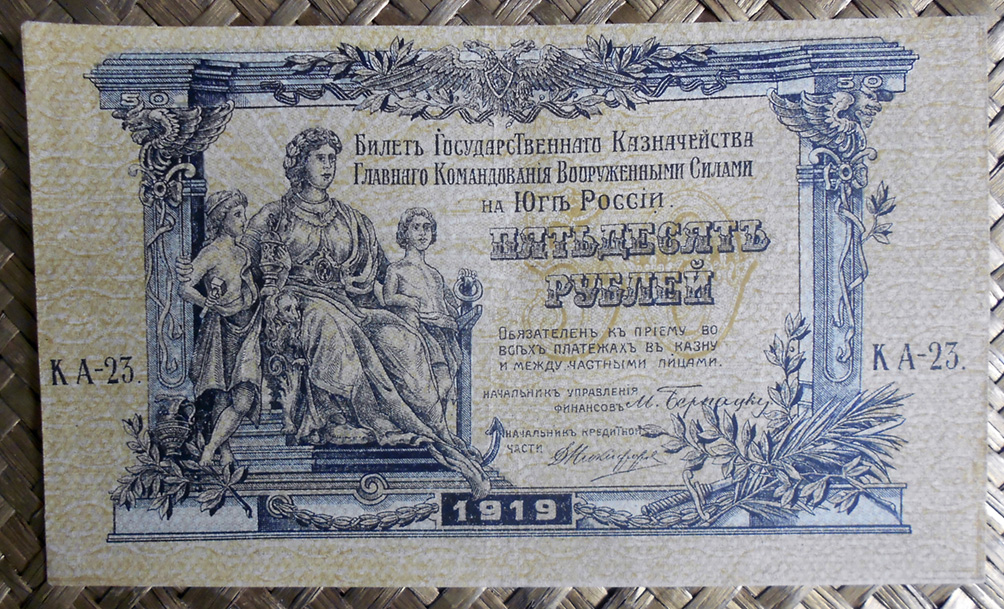 50 50
Билетъ Государственнаго Казначейства
Главнаго Командованія Вооруженными Силами
на Югѣ Россіи.
ПЯТЬДЕСЯТЪ
РУБЛЕЙ
Обязателенъ къ пріему во
всѣхъ платежахъ въ казну
и между частными лицами.
КА-23. КА-23.
Начальникъ управленія
финансовъ
Начальникъ кредитной
части
1919